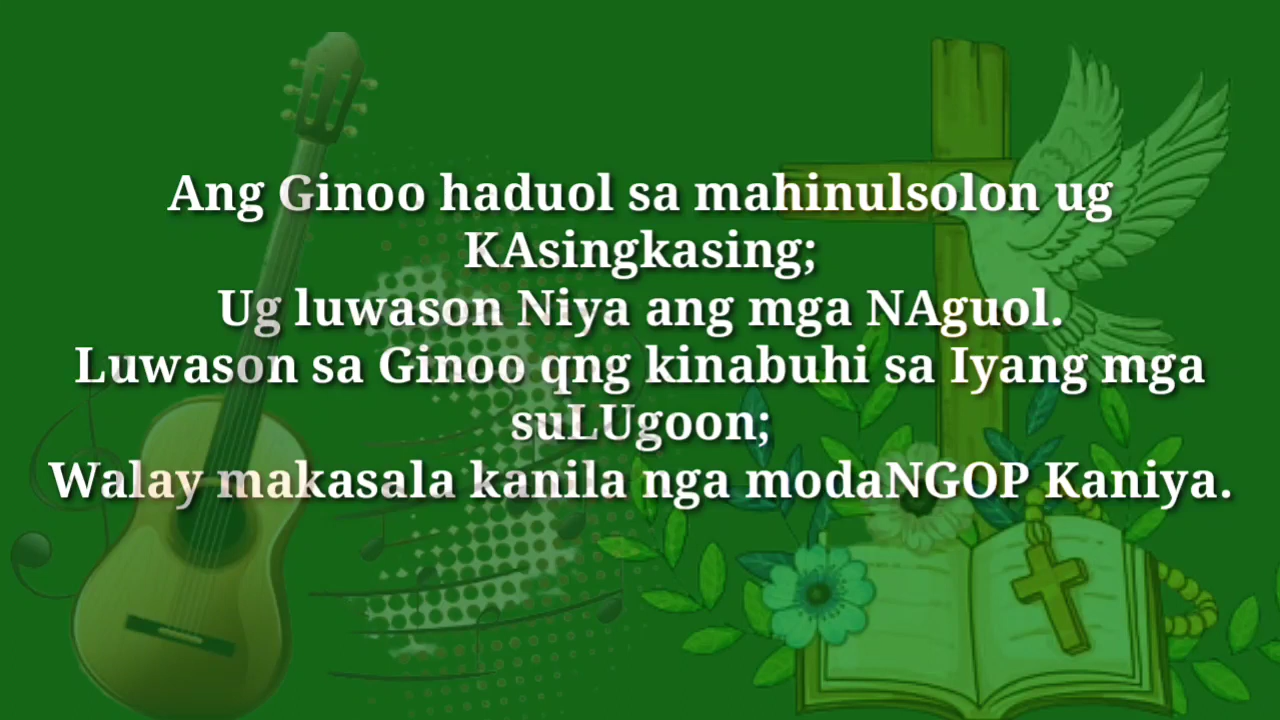 Ang Ginoo haduol sa mahinulsolon ug
KAsingkasing;
Ug luwason Niya ang mga NAguol.
Luwason sa Ginoo qng kinabuhi sa Iyang mga
suLUgoon;
Walay makasala kanila nga modaNGOP Kaniya.